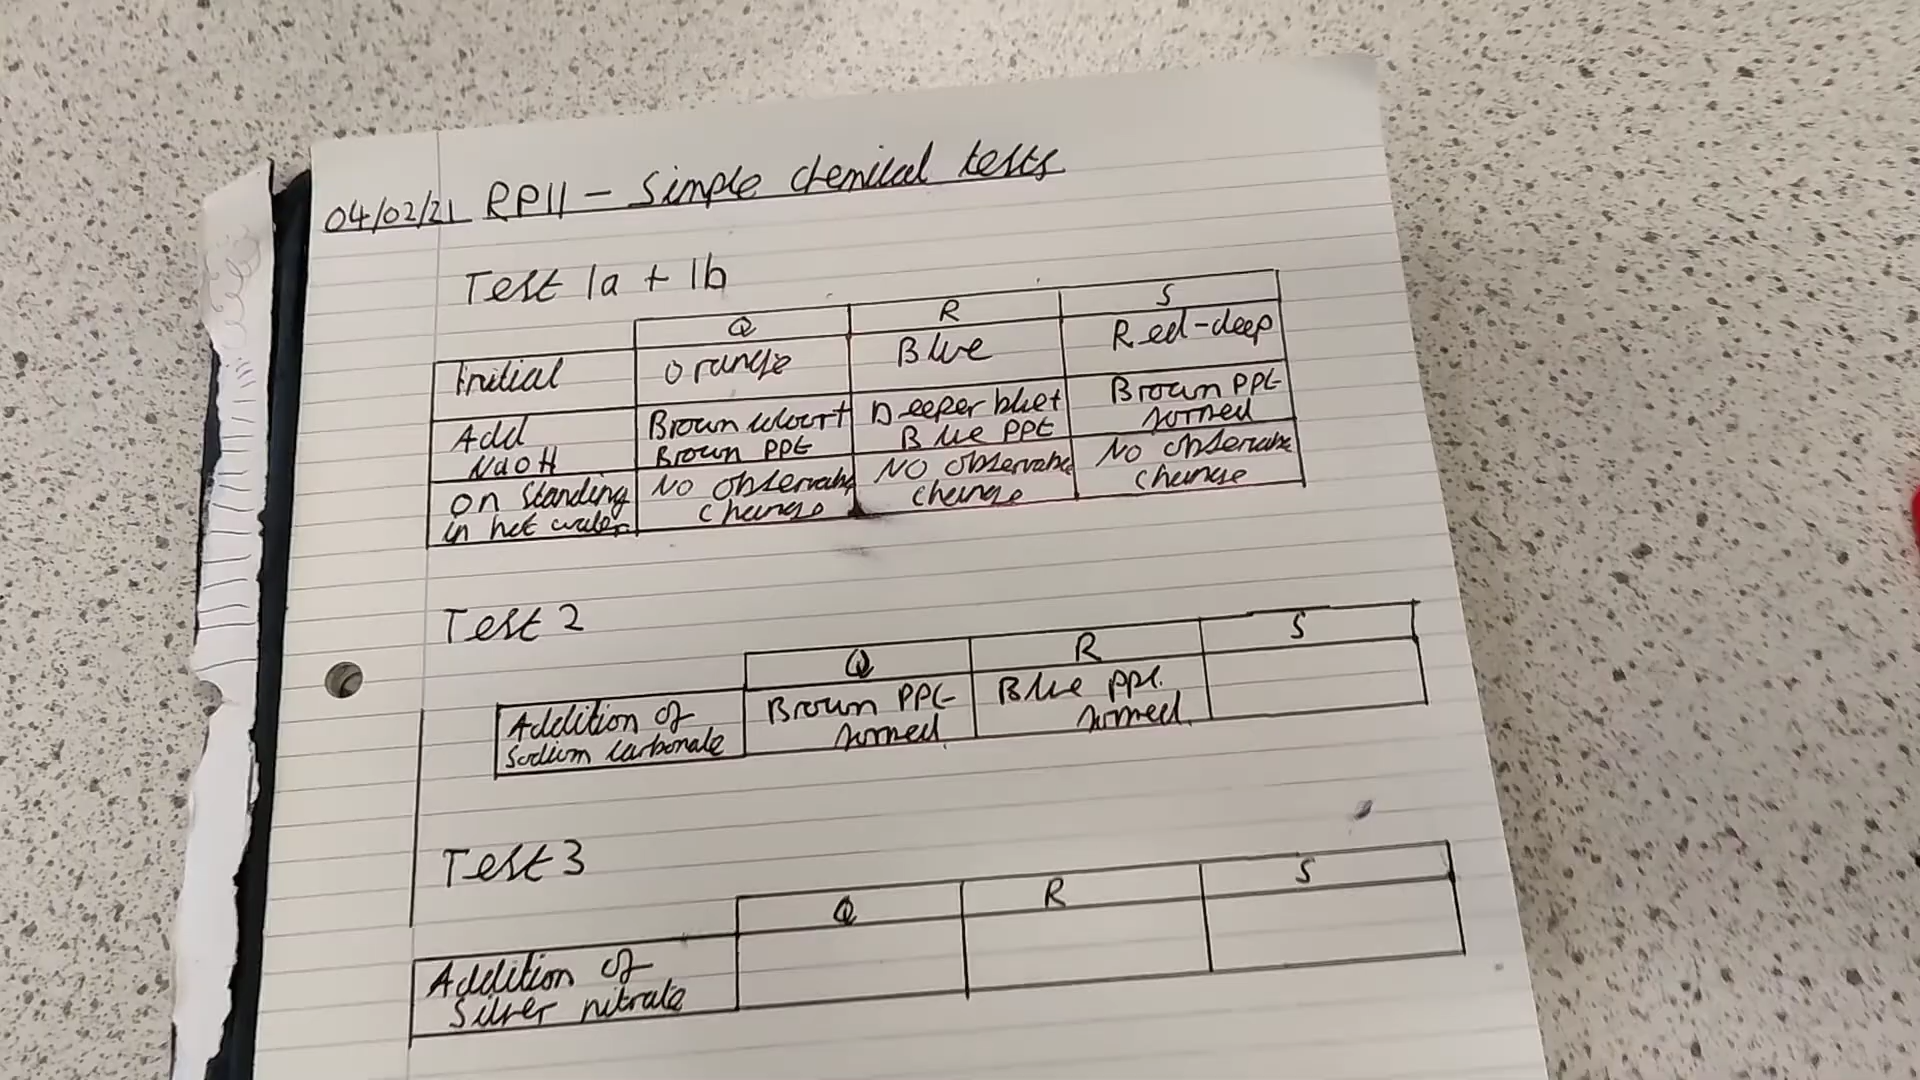 04/02/21 RP11 - Simple chemical tests
Test 1a + 1b
Q R S
Initial Orange Blue Red-deep
Add NaOH Brown colour + Brown PPt Deeper blue + Blue PPt Brown PPt formed
on standing in hot water No observable change No observable change No observable change
Test 2
Q R S
Addition of Sodium carbonate Brown PPt formed. Blue ppt. formed.
Test 3
Q R S
Addition of Silver nitrate